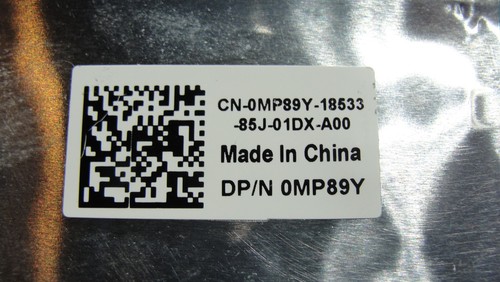 CN-0MP89Y-18533
-85J-01DX-A00
Made In China
DP/N 0MP89Y